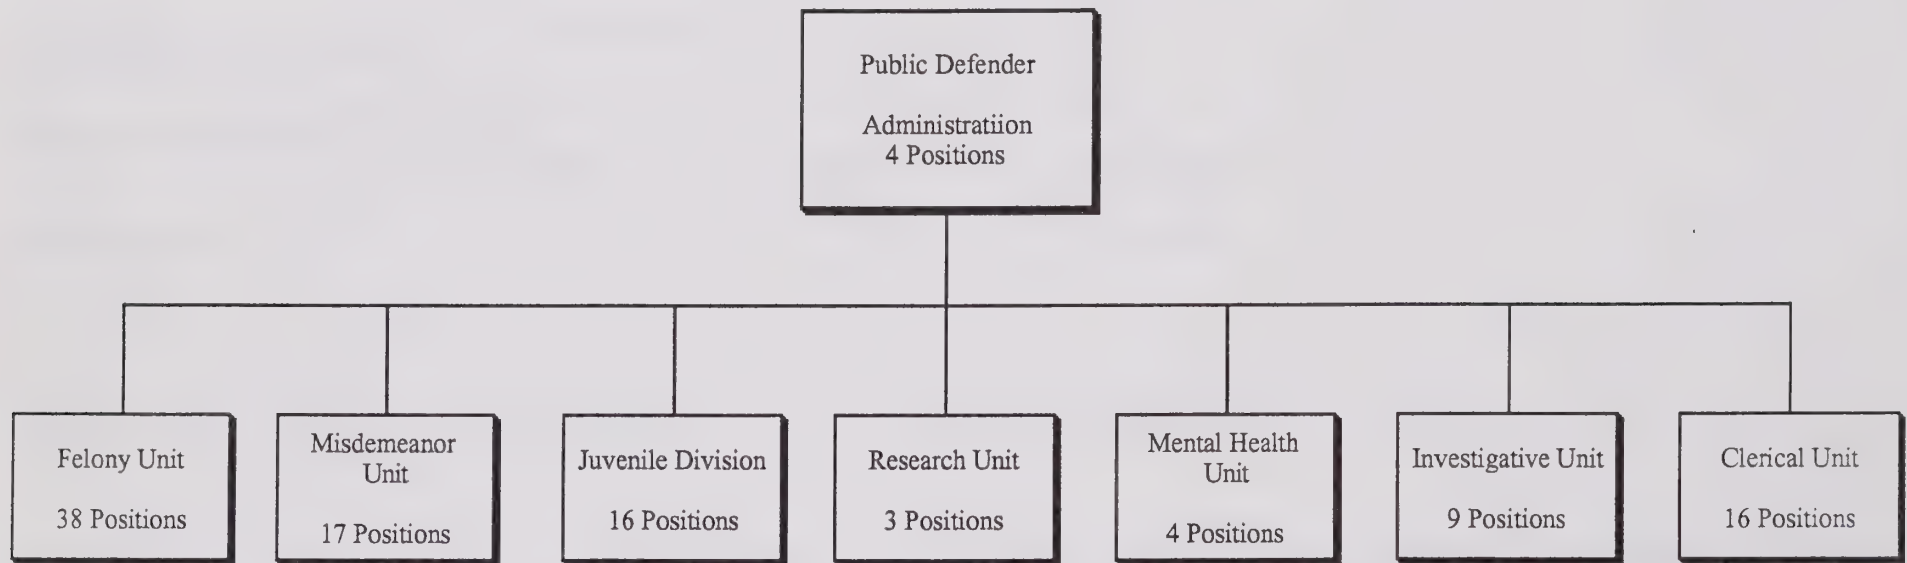 Public Defender
Administratiion
4 Positions
Felony Unit
38 Positions
Misdemeanor
Unit
17 Positions
Juvenile Division
16 Positions
Research Unit
3 Positions
Mental Health
Unit
4 Positions
Investigative Unit
9 Positions
Clerical Unit
16 Positions